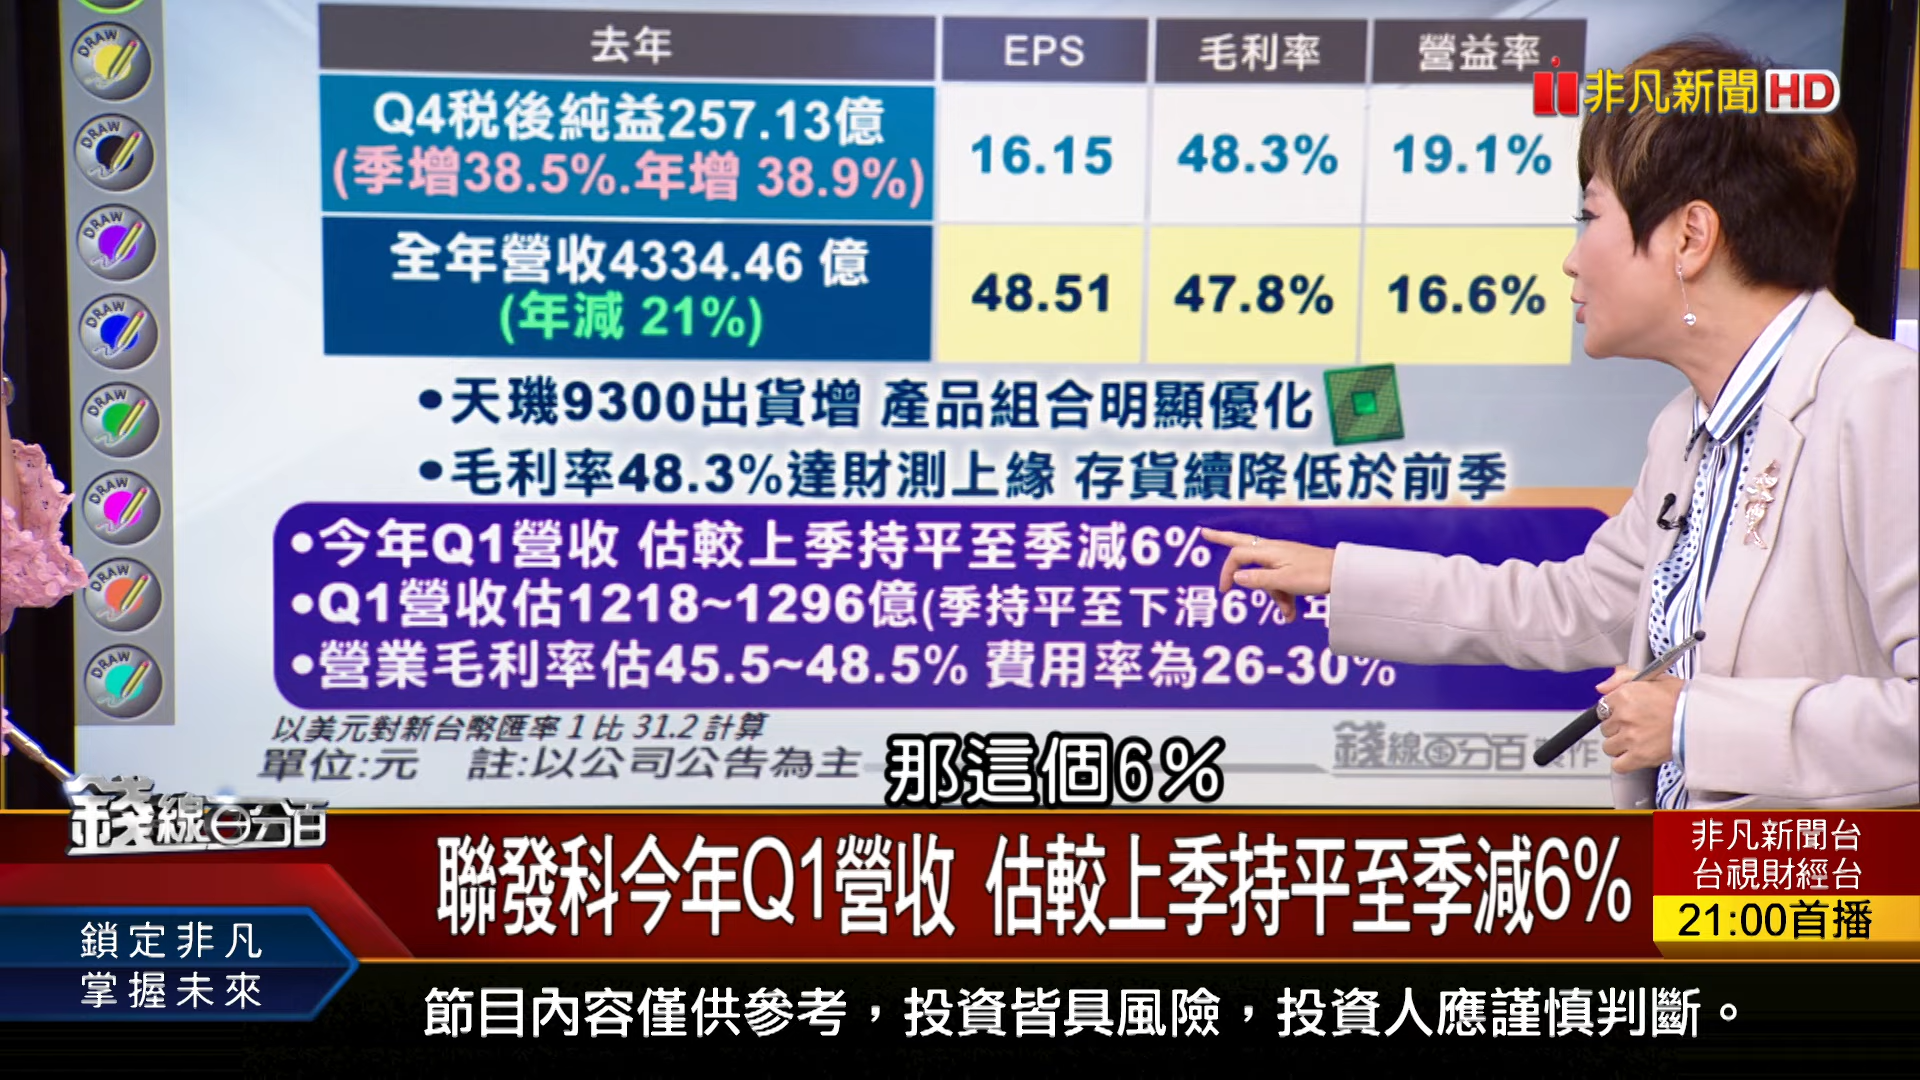 去年 EPS 毛利率 營益率
非凡新聞HD
Q4稅後純益257.13億
(季增38.5%.年增 38.9%)
16.15 48.3% 19.1%
全年營收4334.46 億
(年減 21%)
48.51 47.8% 16.6%
•天璣9300出貨增 產品組合明顯優化
•毛利率48.3%達財測上緣 存貨續降低於前季
•今年Q1營收 估較上季持平至季減6%
•Q1營收估1218~1296億(季持平至下滑6% 年
•營業毛利率估45.5~48.5% 費用率為26-30%
以美元對新台幣匯率 1 比 31.2 計算
單位:元 註:以公司公告為主
錢線百分百 製作
DRAW
DRAW
DRAW
DRAW
DRAW
DRAW
DRAW
DRAW
那這個6%
錢線百分百
聯發科今年Q1營收 估較上季持平至季減6%
非凡新聞台
台視財經台
21:00首播
鎖定非凡
掌握未來
節目內容僅供參考，投資皆具風險，投資人應謹慎判斷。